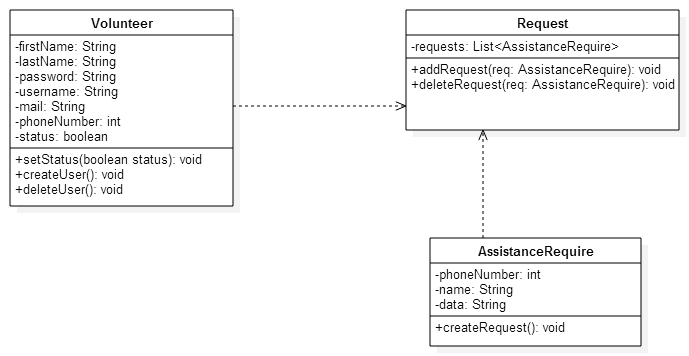 Volunteer
-firstName: String
-lastName: String
-password: String
-username: String
-mail: String
-phoneNumber: int
-status: boolean
+setStatus(boolean status): void
+createUser(): void
+deleteUser(): void
Request
-requests: List<AssistanceRequire>
+addRequest(req: AssistanceRequire): void
+deleteRequest(req: AssistanceRequire): void
AssistanceRequire
-phoneNumber: int
-name: String
-data: String
+createRequest(): void